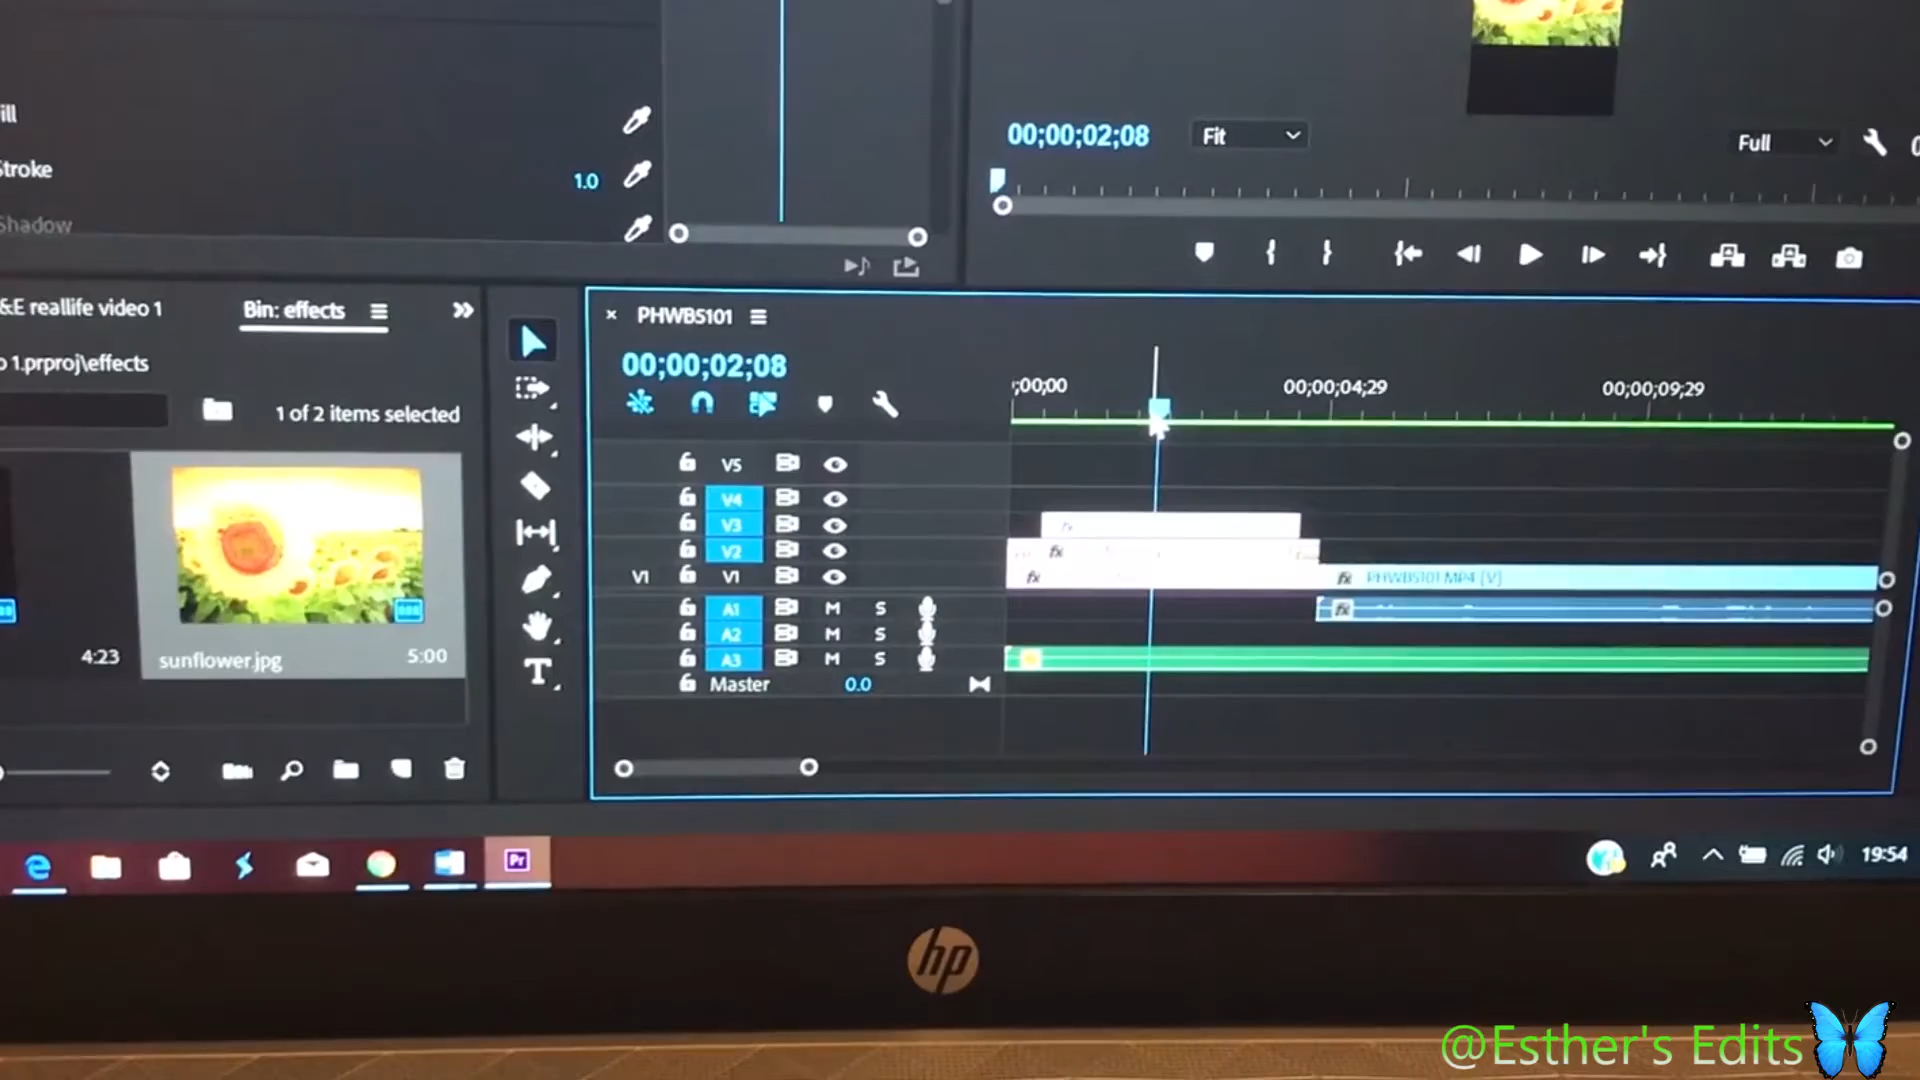 ill
Stroke
1.0
Shadow
00;00;02;08
Fit
Full
&E reallife video 1
Bin: effects
o 1.prproj\effects
1 of 2 items selected
4:23
sunflower.jpg
5:00
PHWBS101
00;00;02;08
;00;00
00;00;04;29
00;00;09;29
V5
V4
V3
fx
V2
fx
V1
V1
fx
fx
PHWBS101.MP4 [V]
A1
M
S
fx
A2
M
S
A3
M
S
Master
0.0
T
Pr
19:54
hp
@Esther's Edits